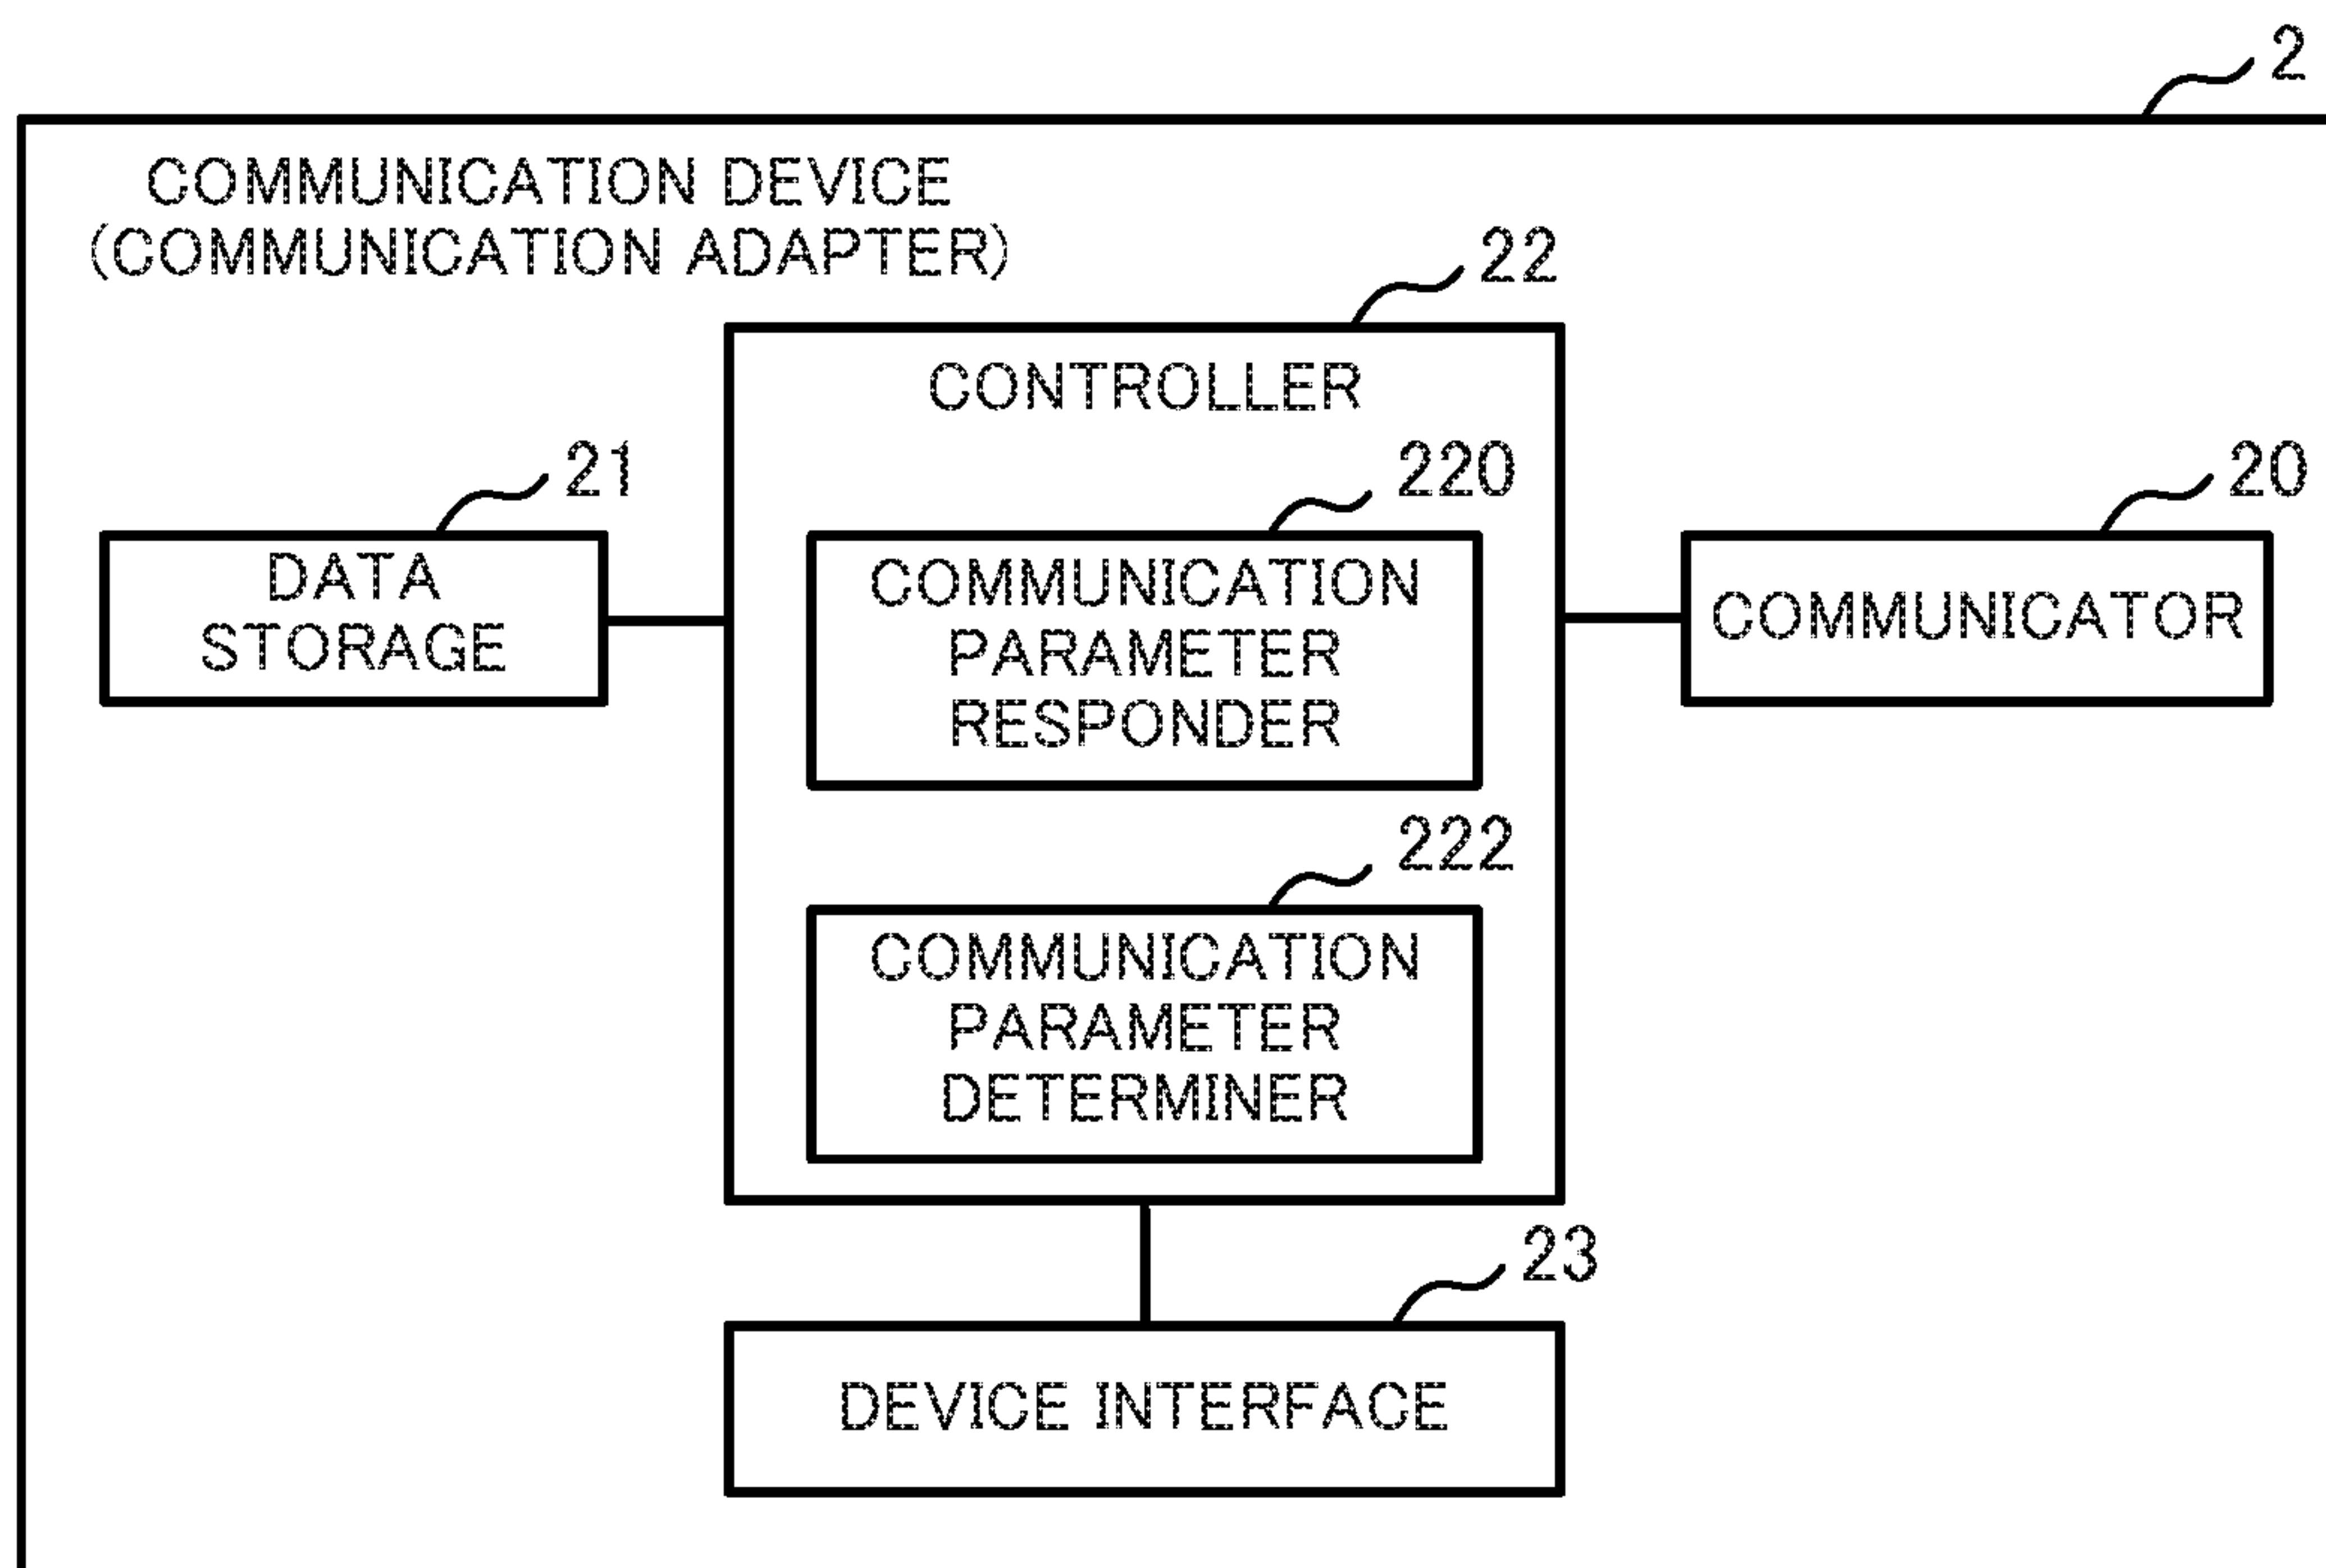 2
COMMUNICATION DEVICE
(COMMUNICATION ADAPTER)
22
CONTROLLER
21
DATA
STORAGE
220
COMMUNICATION
PARAMETER
RESPONDER
20
COMMUNICATOR
222
COMMUNICATION
PARAMETER
DETERMINER
23
DEVICE INTERFACE